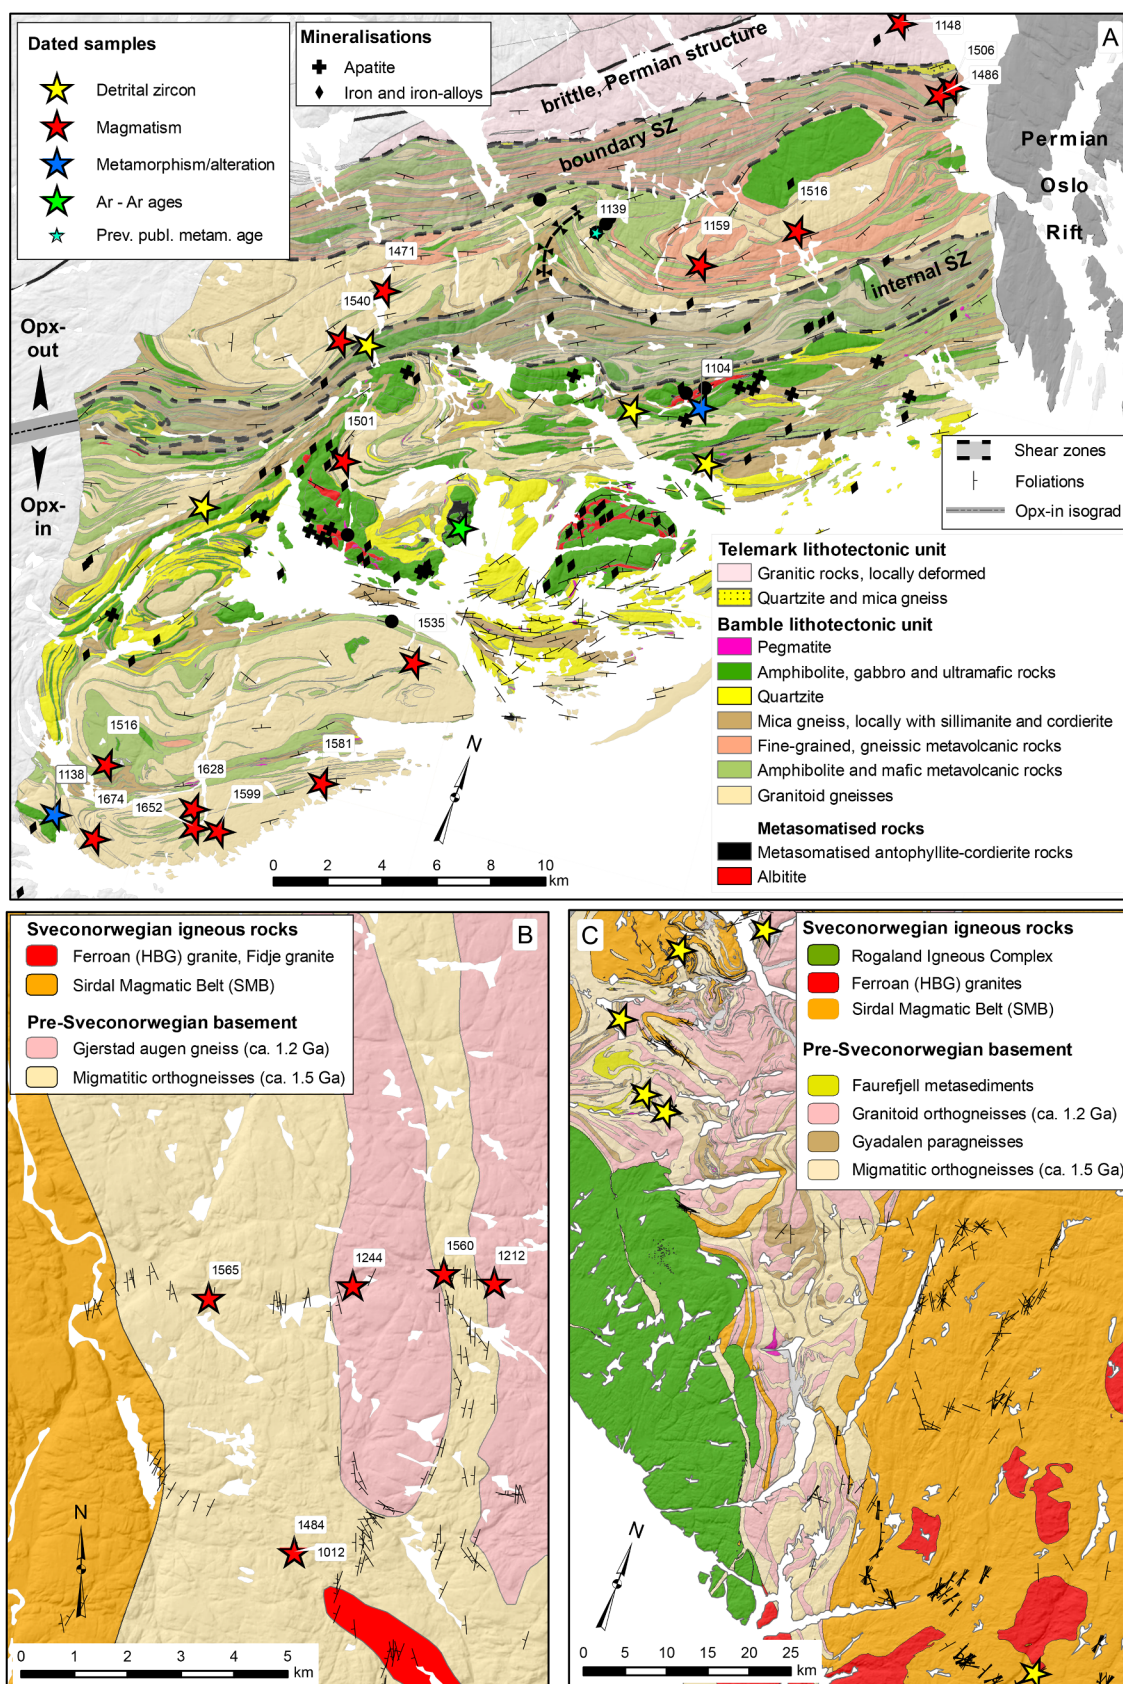 A
Dated samples
Detrital zircon
Magmatism
Metamorphism/alteration
Ar - Ar ages
Prev. publ. metam. age
Mineralisations
Apatite
Iron and iron-alloys
brittle, Permian structure
boundary SZ
internal SZ
Permian
Oslo
Rift
1148
1506
1486
1516
1139
1159
1471
1540
1104
1501
1535
1516
1581
1628
1138
1674
1652
1599
Opx-
out
Opx-
in
Shear zones
Foliations
Opx-in isograd
Telemark lithotectonic unit
Granitic rocks, locally deformed
Quartzite and mica gneiss
Bamble lithotectonic unit
Pegmatite
Amphibolite, gabbro and ultramafic rocks
Quartzite
Mica gneiss, locally with sillimanite and cordierite
Fine-grained, gneissic metavolcanic rocks
Amphibolite and mafic metavolcanic rocks
Granitoid gneisses
Metasomatised rocks
Metasomatised antophyllite-cordierite rocks
Albitite
N
0 2 4 6 8 10
km
B
Sveconorwegian igneous rocks
Ferroan (HBG) granite, Fidje granite
Sirdal Magmatic Belt (SMB)
Pre-Sveconorwegian basement
Gjerstad augen gneiss (ca. 1.2 Ga)
Migmatitic orthogneisses (ca. 1.5 Ga)
1565
1244
1560
1212
1484
1012
N
0 1 2 3 4 5
km
C
Sveconorwegian igneous rocks
Rogaland Igneous Complex
Ferroan (HBG) granites
Sirdal Magmatic Belt (SMB)
Pre-Sveconorwegian basement
Faurefjell metasediments
Granitoid orthogneisses (ca. 1.2 Ga)
Gyadalen paragneisses
Migmatitic orthogneisses (ca. 1.5 Ga)
N
0 5 10 15 20 25
km